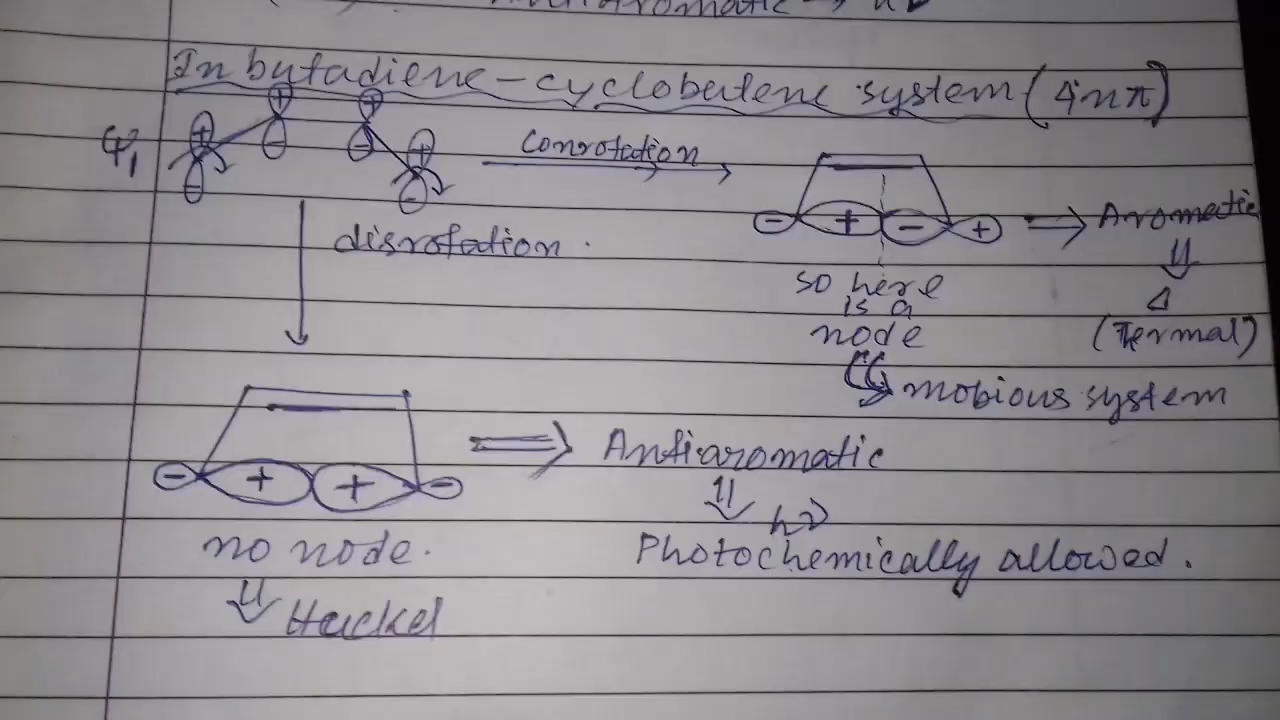 In butadiene-cyclobutene system (4nπ)
ψ1
+ + + +
- - - -
Conrotation
- + - +
Aromatic
disrotation.
so here
is a
node
Δ
(Termal)
mobious system
- + + -
Antiaromatic
hν
no node.
Photochemically allowed.
Huckel